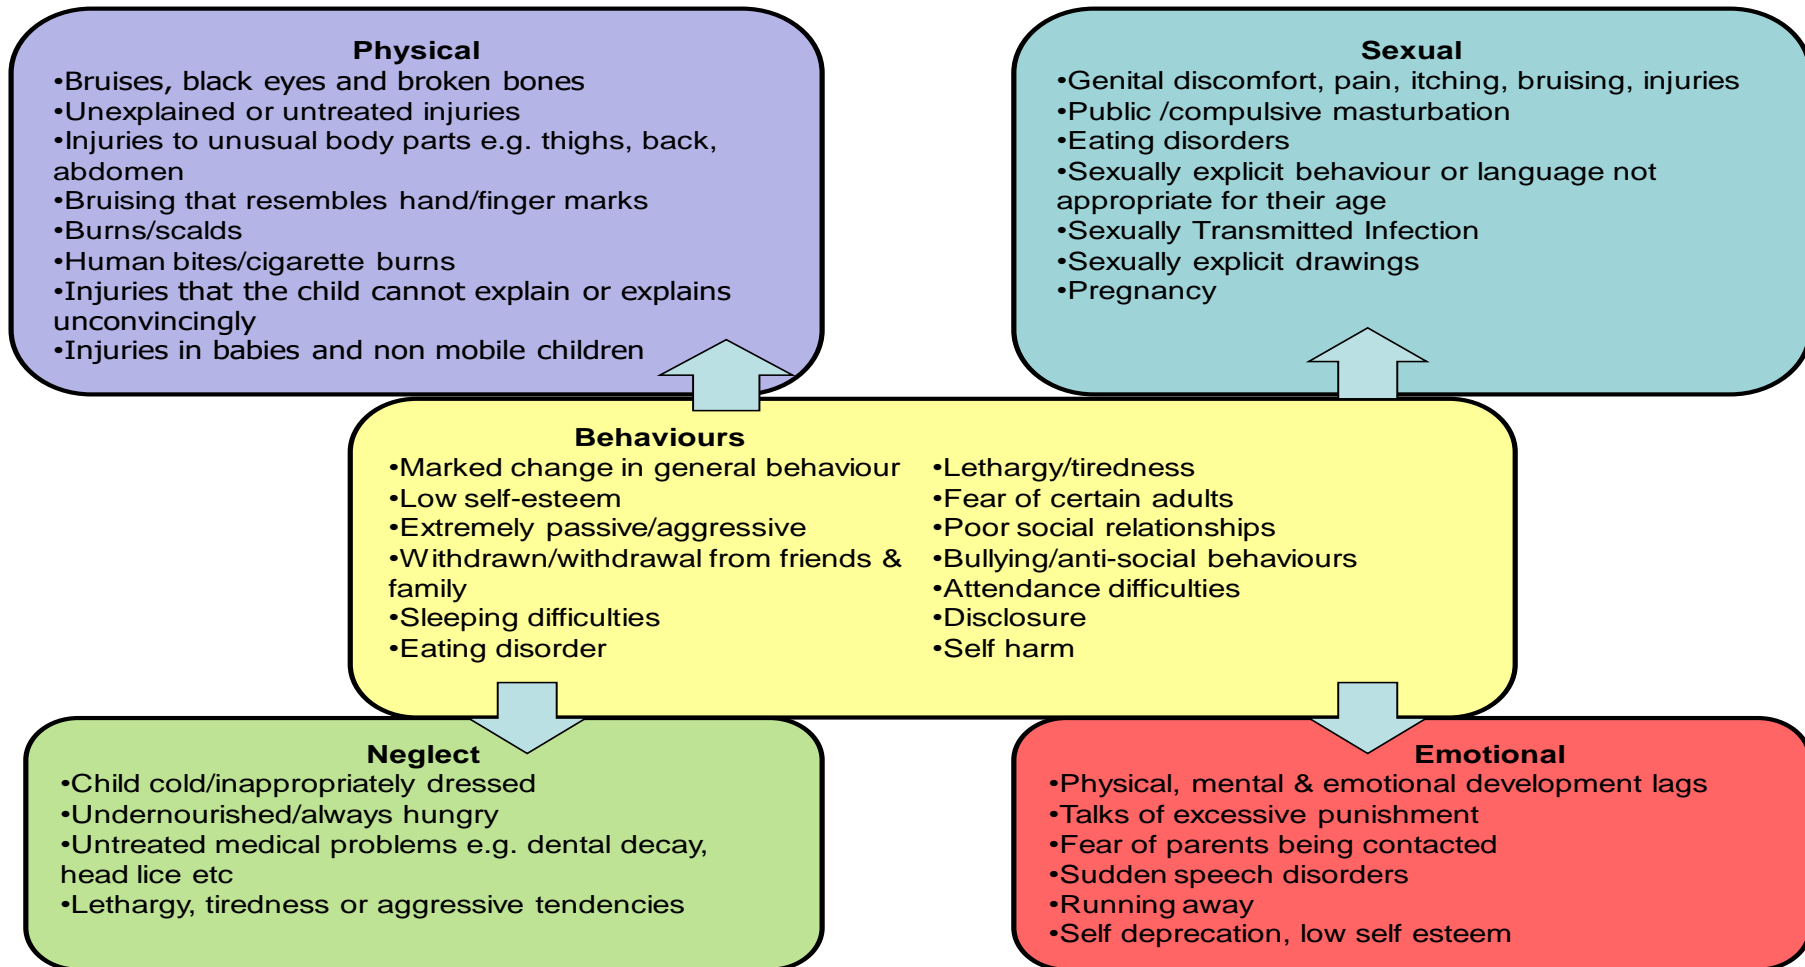 Physical
•Bruises, black eyes and broken bones
•Unexplained or untreated injuries
•Injuries to unusual body parts e.g. thighs, back,
abdomen
•Bruising that resembles hand/finger marks
•Burns/scalds
•Human bites/cigarette burns
•Injuries that the child cannot explain or explains
unconvincingly
•Injuries in babies and non mobile children
Sexual
•Genital discomfort, pain, itching, bruising, injuries
•Public /compulsive masturbation
•Eating disorders
•Sexually explicit behaviour or language not
appropriate for their age
•Sexually Transmitted Infection
•Sexually explicit drawings
•Pregnancy
Behaviours
•Marked change in general behaviour
•Low self-esteem
•Extremely passive/aggressive
•Withdrawn/withdrawal from friends &
family
•Sleeping difficulties
•Eating disorder
•Lethargy/tiredness
•Fear of certain adults
•Poor social relationships
•Bullying/anti-social behaviours
•Attendance difficulties
•Disclosure
•Self harm
Neglect
•Child cold/inappropriately dressed
•Undernourished/always hungry
•Untreated medical problems e.g. dental decay,
head lice etc
•Lethargy, tiredness or aggressive tendencies
Emotional
•Physical, mental & emotional development lags
•Talks of excessive punishment
•Fear of parents being contacted
•Sudden speech disorders
•Running away
•Self deprecation, low self esteem